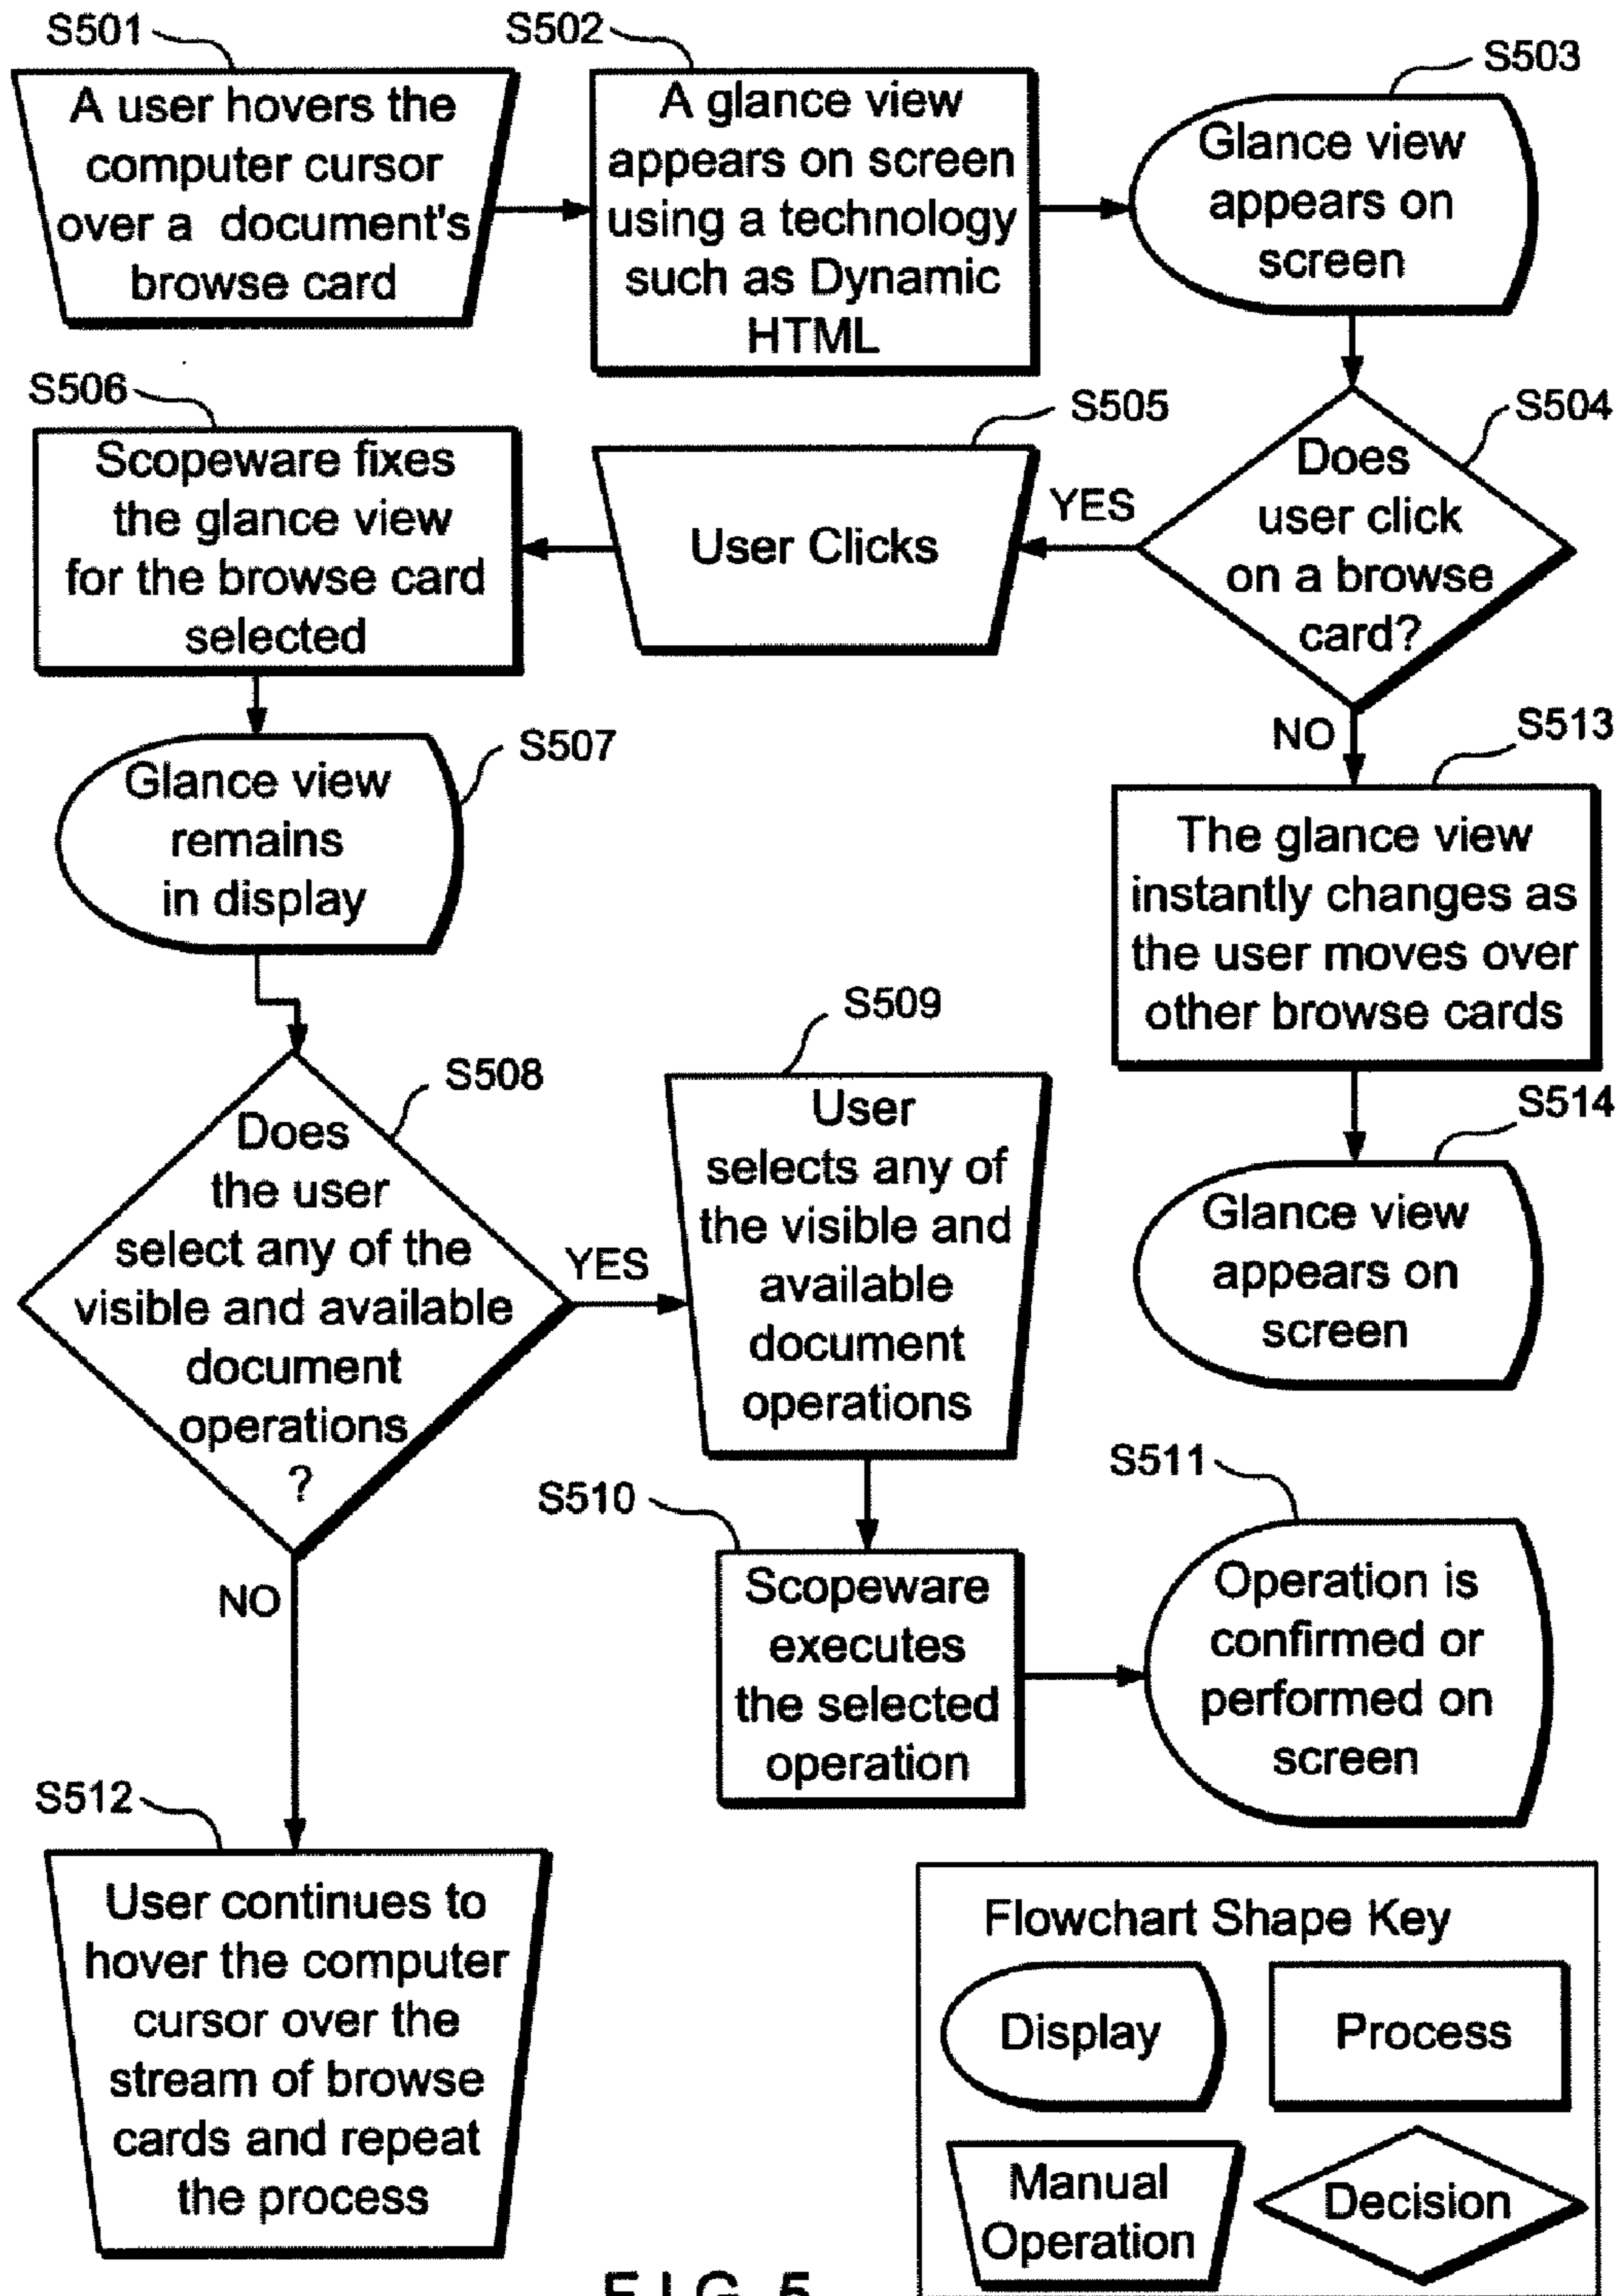 S501
A user hovers the
computer cursor
over a document's
browse card
S502
A glance view
appears on screen
using a technology
such as Dynamic
HTML
S503
Glance view
appears on
screen
S504
Does
user click
on a browse
card?
YES
S505
User Clicks
S506
Scopeware fixes
the glance view
for the browse card
selected
S507
Glance view
remains
in display
NO
S513
The glance view
instantly changes as
the user moves over
other browse cards
S514
Glance view
appears on
screen
S508
Does
the user
select any of the
visible and available
document
operations
?
YES
S509
User
selects any of
the visible and
available
document
operations
S510
Scopeware
executes
the selected
operation
S511
Operation is
confirmed or
performed on
screen
NO
S512
User continues to
hover the computer
cursor over the
stream of browse
cards and repeat
the process
Flowchart Shape Key
Display
Process
Manual
Operation
Decision
FIG. 5